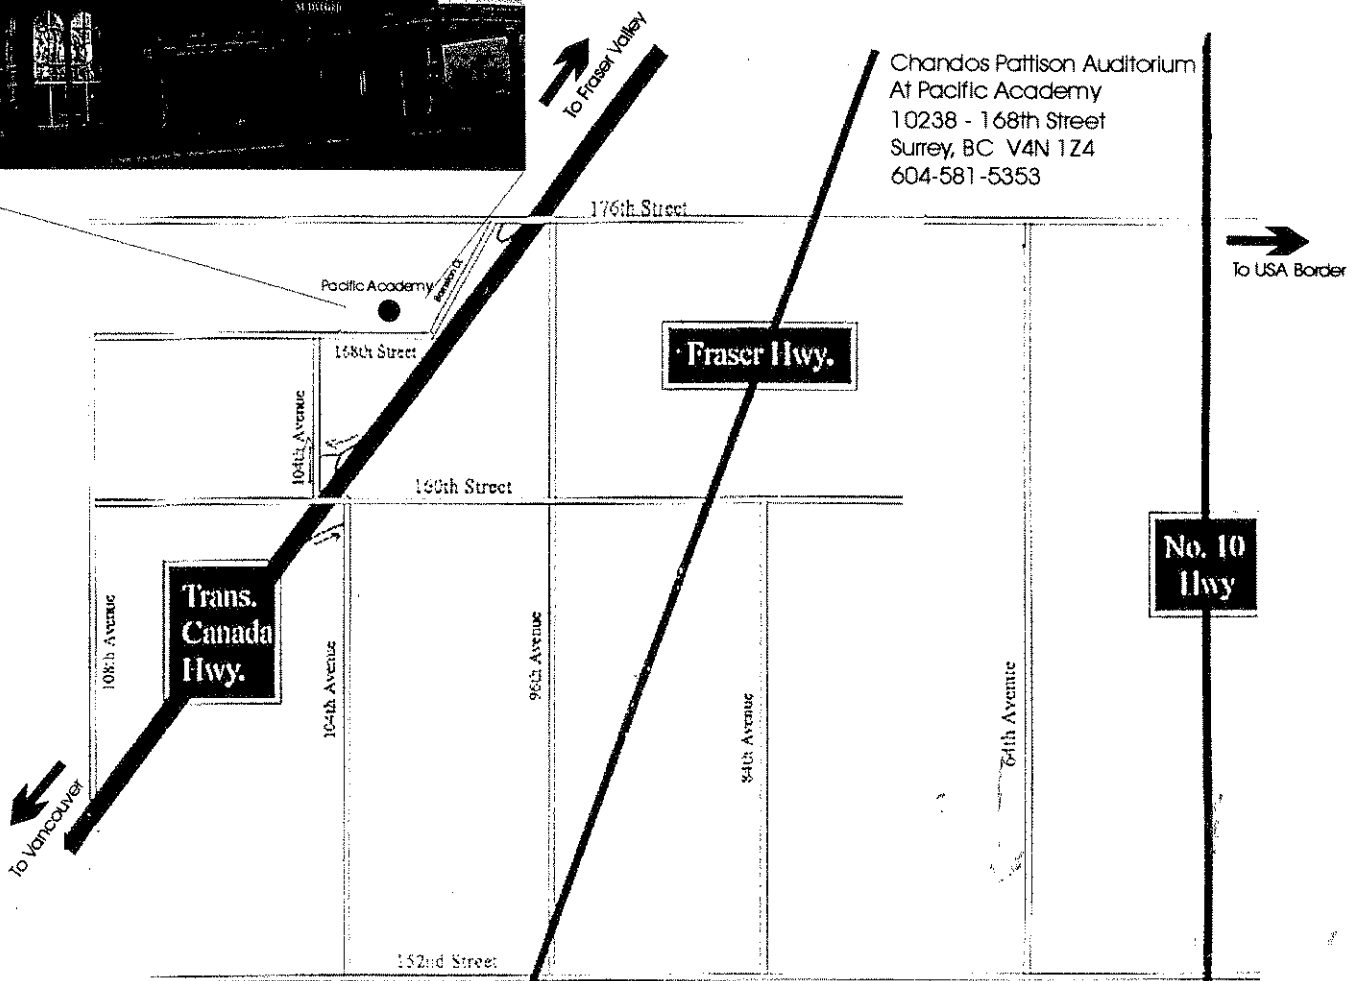 To Fraser Valley
Chandos Pattison Auditorium
At Pacific Academy
10238 - 168th Street
Surrey, BC V4N 1Z4
604-581-5353
176th Street
To USA Border
Pacific Academy
168th Street
Fraser Hwy.
104th Avenue
160th Street
No. 10
Hwy
Trans.
Canada
Hwy.
108th Avenue
104th Avenue
96th Avenue
84th Avenue
64th Avenue
To Vancouver
152nd Street